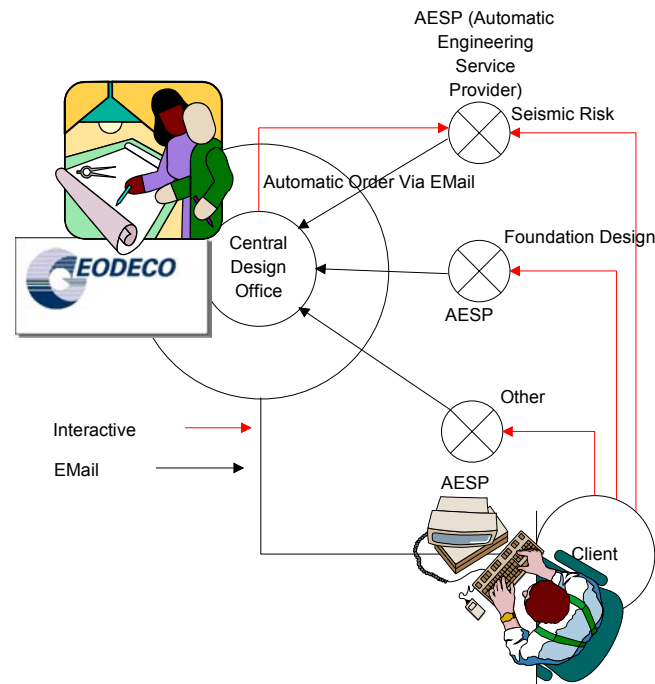 AESP (Automatic
Engineering
Service
Provider)
Seismic Risk
Automatic Order Via EMail
Central
Design
Office
Foundation Design
GEODECO
AESP
Other
Interactive
EMail
AESP
Client